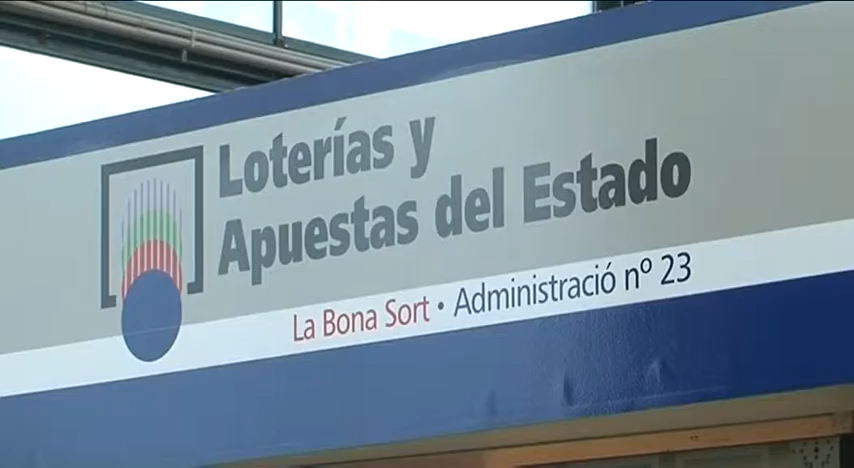 Loterías y
Apuestas del Estado
La Bona Sort · Administració nº 23